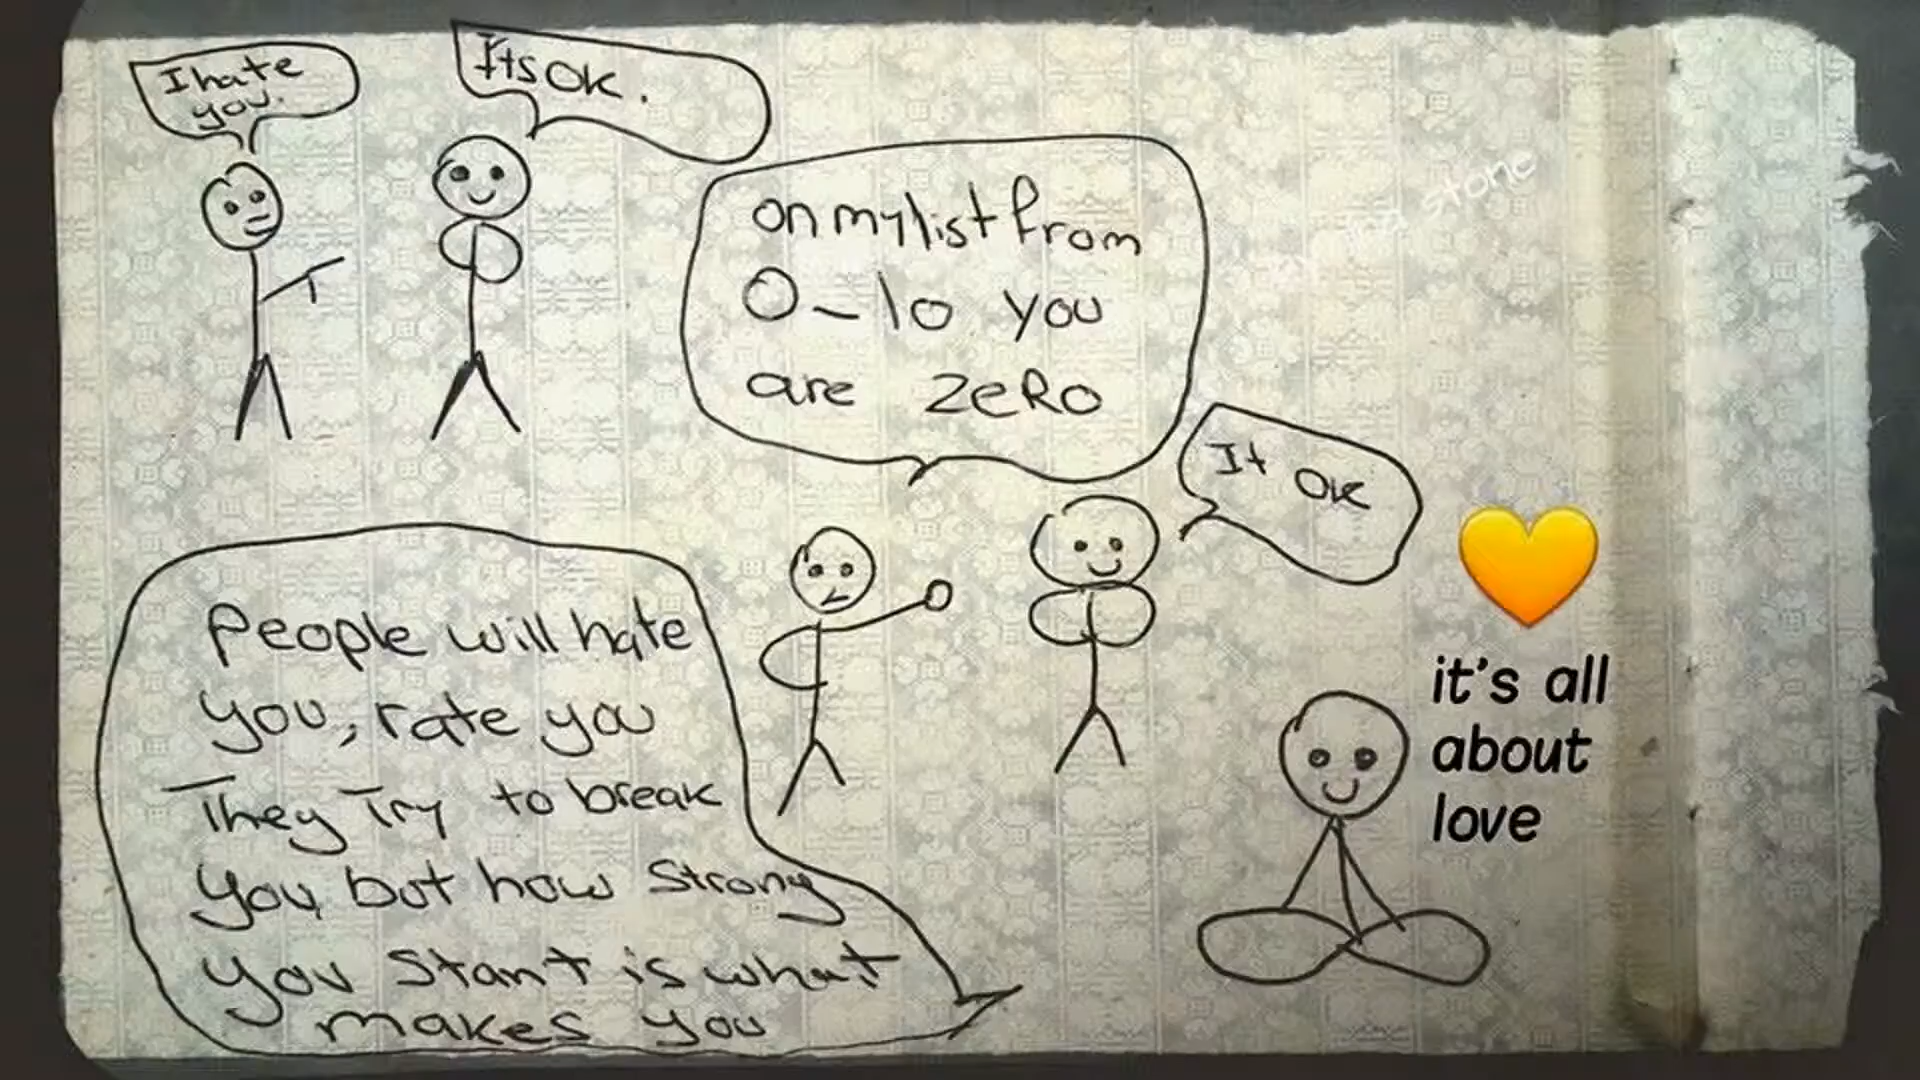 I hate
you.
Its ok.
on my list from
0-10 you
are zeRo
It ok
People will hate
you, rate you
They Try to break
you but how strong
you stant is what
makes you
it's all
about
love